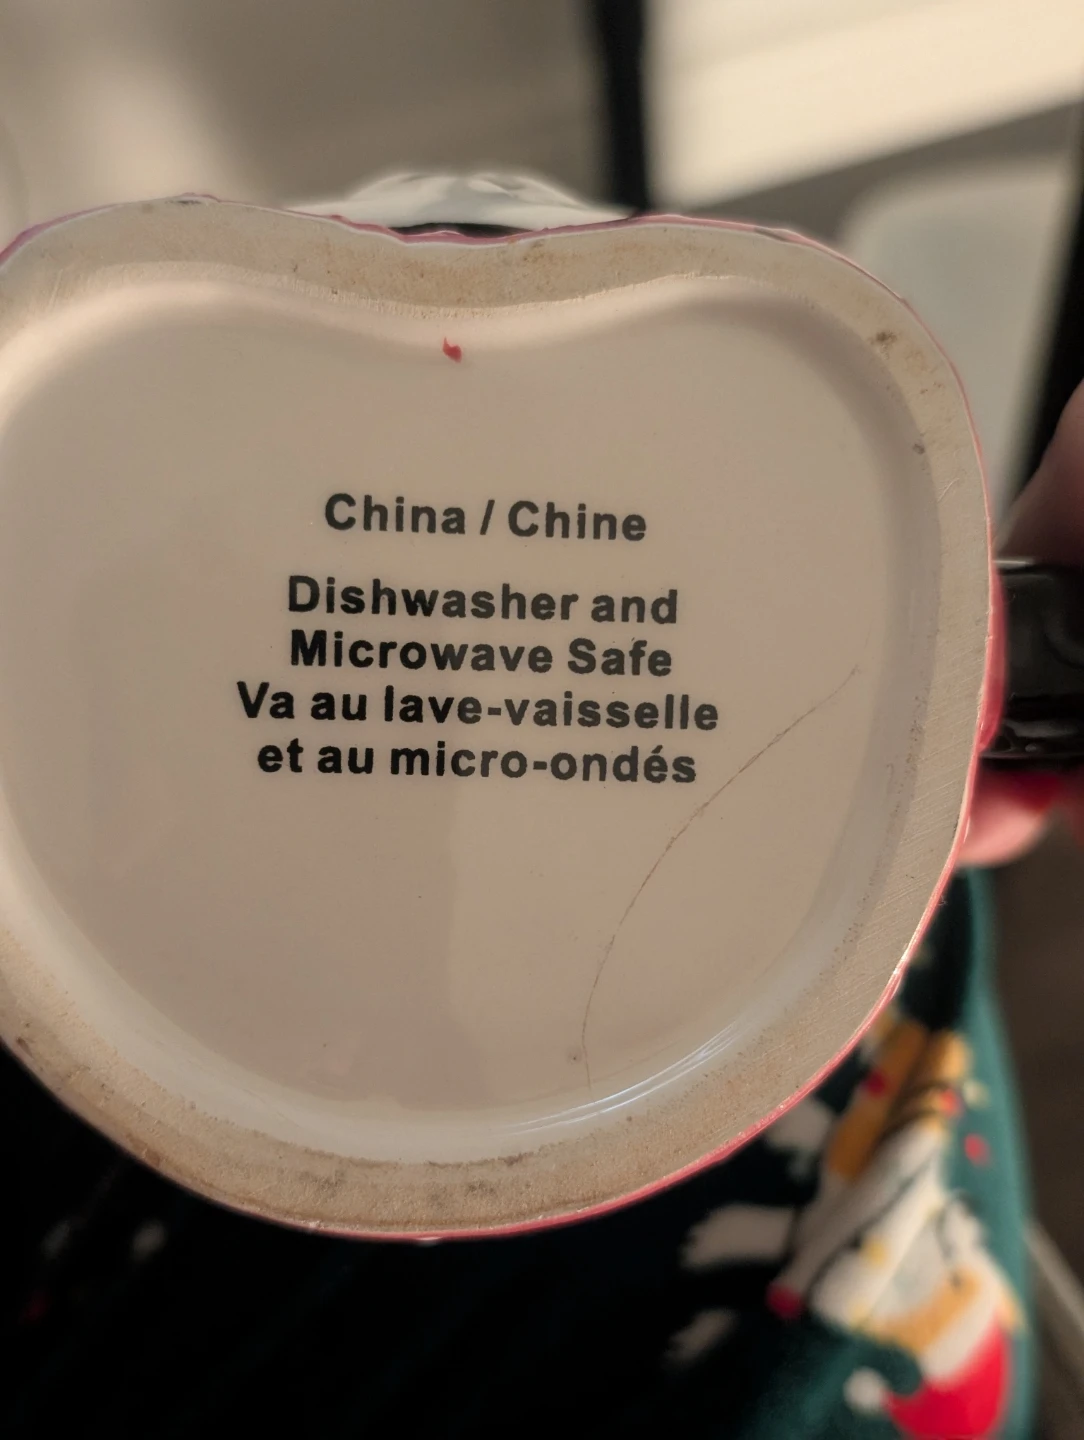 China / Chine
Dishwasher and
Microwave Safe
Va au lave-vaisselle
et au micro-ondés